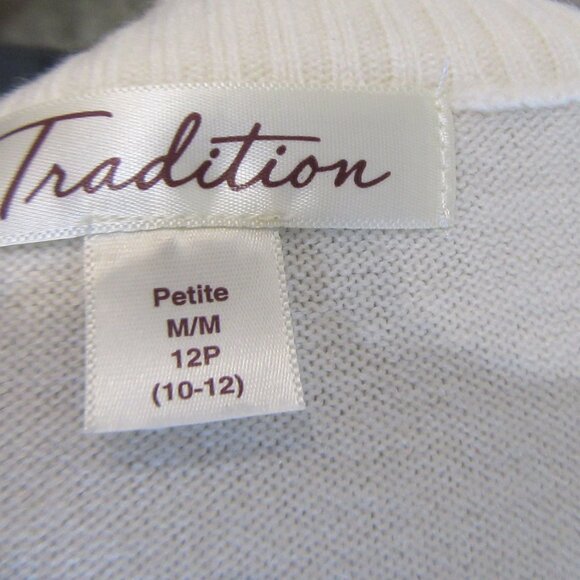 Tradition
Petite
M/M
12P
(10-12)